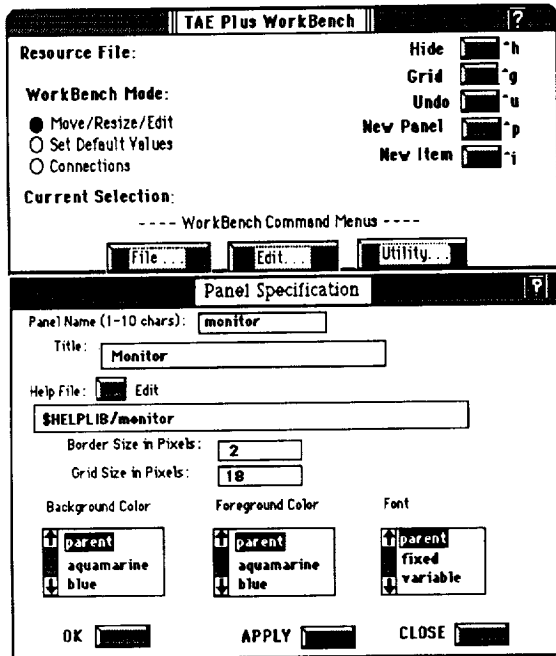 TAE Plus WorkBench ?
Resource File:
Hide ^h
Grid ^g
WorkBench Mode:
Undo ^u
Move/Resize/Edit
New Panel ^p
Set Default Values
New Item ^i
Connections
Current Selection:
---- WorkBench Command Menus ----
File ... Edit... Utility...
Panel Specification ?
Panel Name (1-10 chars): monitor
Title: Monitor
Help File: Edit
$HELPLIB/monitor
Border Size in Pixels: 2
Grid Size in Pixels: 18
Background Color Foreground Color Font
parent parent parent
aquamarine aquamarine fixed
blue blue variable
OK APPLY CLOSE